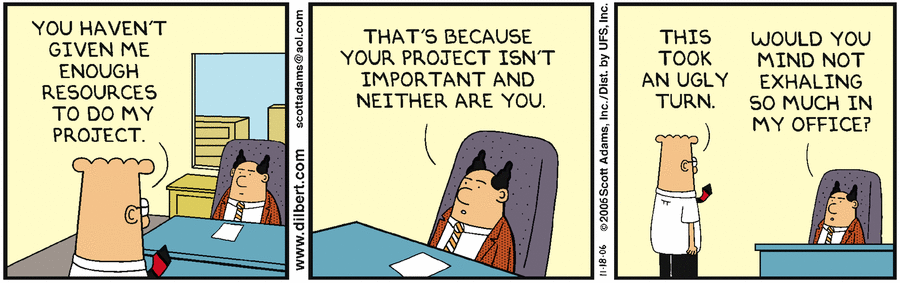 YOU HAVEN'T
GIVEN ME
ENOUGH
RESOURCES
TO DO MY
PROJECT.
www.dilbert.com
scottadams@aol.com
THAT'S BECAUSE
YOUR PROJECT ISN'T
IMPORTANT AND
NEITHER ARE YOU.
11-18-06
©2006 Scott Adams, Inc./Dist. by UFS, Inc.
THIS
TOOK
AN UGLY
TURN.
WOULD YOU
MIND NOT
EXHALING
SO MUCH IN
MY OFFICE?